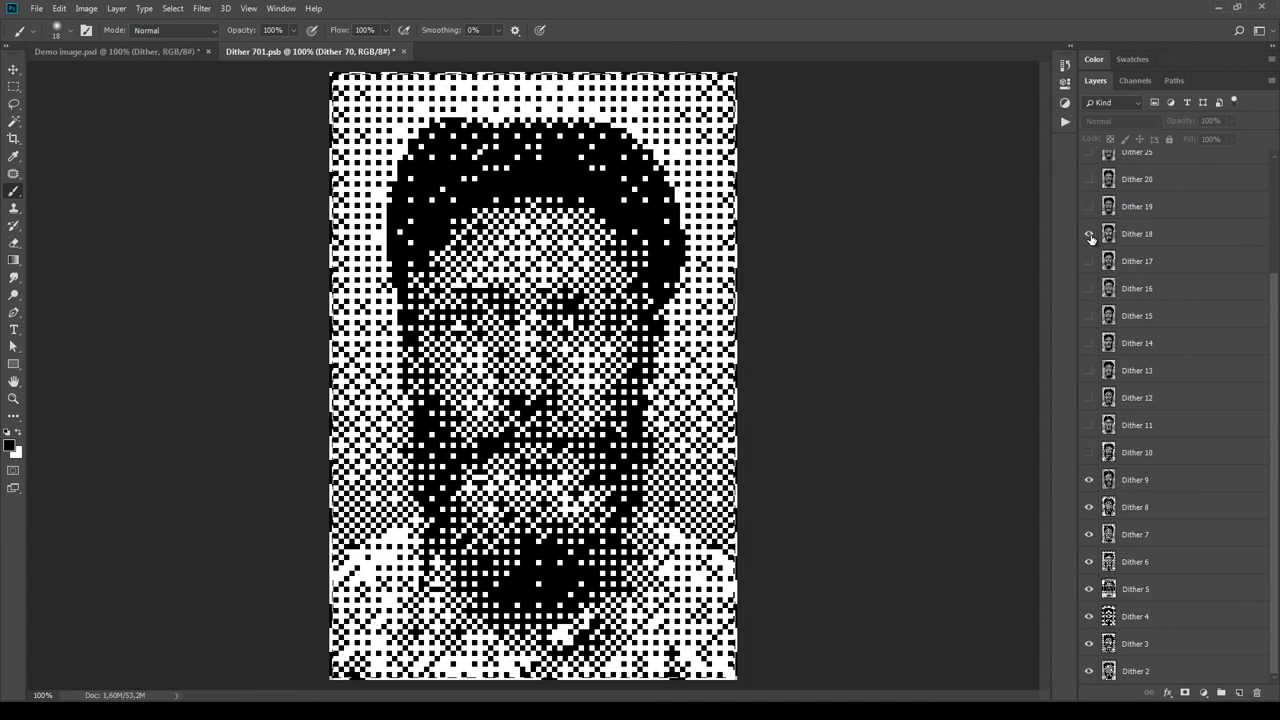 Ps File Edit Image Layer Type Select Filter 3D View Window Help
18 Mode: Normal Opacity: 100% Flow: 100% Smoothing: 0%
Demo image.psd @ 100% (Dither, RGB/8#) * × Dither 701.psb @ 100% (Dither 70, RGB/8#) * ×
Color Swatches
Layers Channels Paths
Kind
Normal Opacity: 100%
Lock: Fill: 100%
Dither 25
Dither 20
Dither 19
Dither 18
Dither 17
Dither 16
Dither 15
Dither 14
Dither 13
Dither 12
Dither 11
Dither 10
Dither 9
Dither 8
Dither 7
Dither 6
Dither 5
Dither 4
Dither 3
Dither 2
100% Doc: 1,60M/53,2M